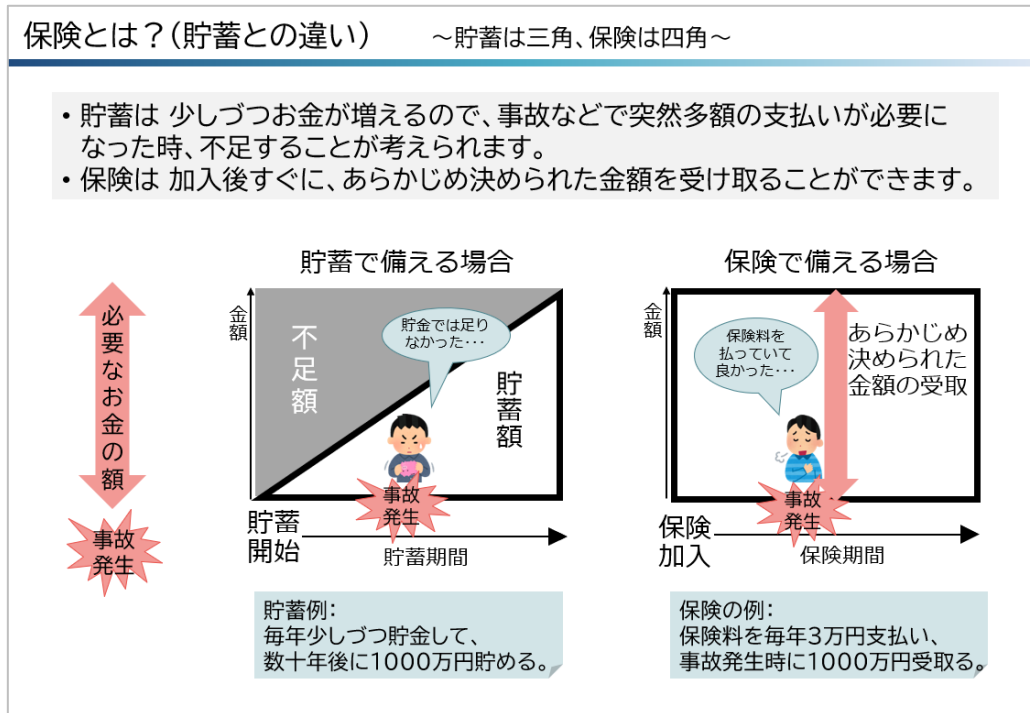 保険とは？(貯蓄との違い)　～貯蓄は三角、保険は四角～
・貯蓄は 少しづつお金が増えるので、事故などで突然多額の支払いが必要に
なった時、不足することが考えられます。
・保険は 加入後すぐに、あらかじめ決められた金額を受け取ることができます。
必要なお金の額
事故
発生
貯蓄で備える場合
金額
不足額
貯金では足り
なかった・・・
貯蓄額
事故
発生
貯蓄
開始
貯蓄期間
貯蓄例：
毎年少しづつ貯金して、
数十年後に1000万円貯める。
保険で備える場合
金額
保険料を
払っていて
良かった・・・
あらかじめ
決められた
金額の受取
事故
発生
保険
加入
保険期間
保険の例：
保険料を毎年3万円支払い、
事故発生時に1000万円受取る。